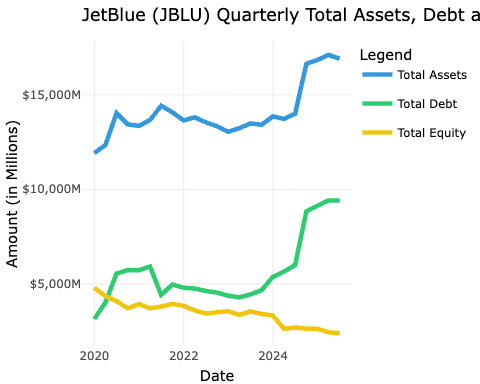 JetBlue (JBLU) Quarterly Total Assets, Debt a
Legend
Total Assets
Total Debt
Total Equity
$15,000M
$10,000M
$5,000M
Amount (in Millions)
2020
2022
2024
Date